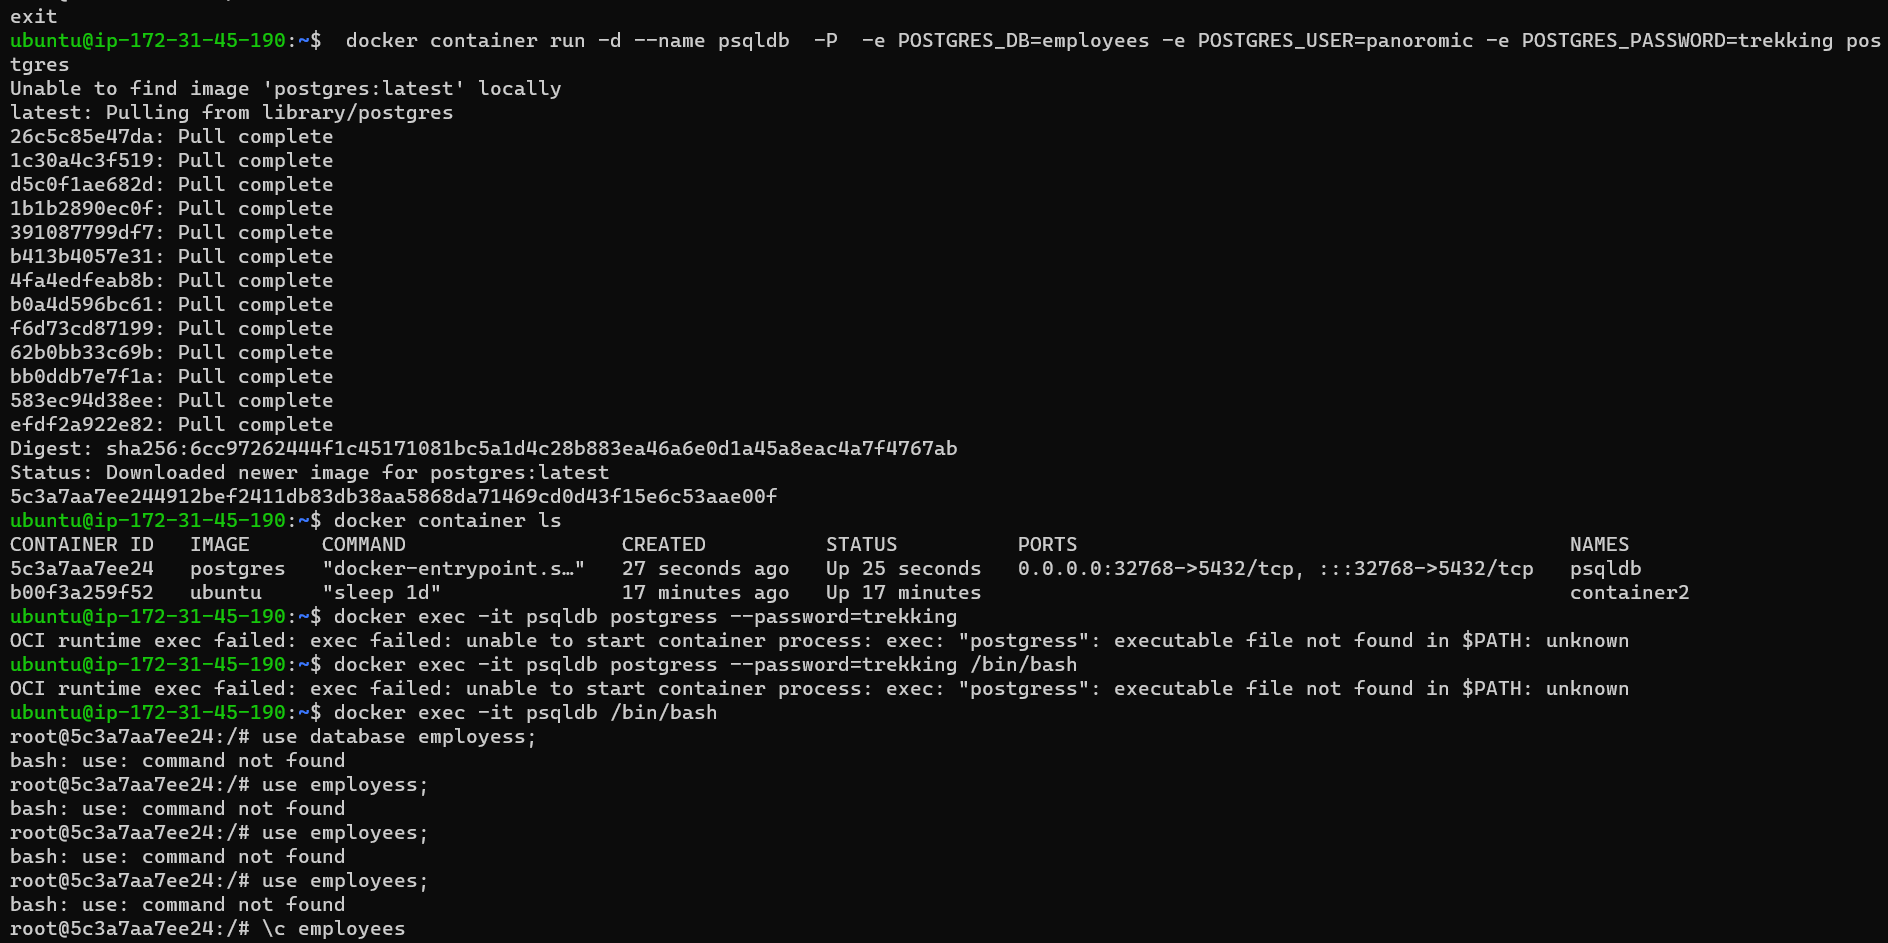 exit
ubuntu@ip-172-31-45-190:~$  docker container run -d --name psqldb  -P  -e POSTGRES_DB=employees -e POSTGRES_USER=panoromic -e POSTGRES_PASSWORD=trekking pos
tgres
Unable to find image 'postgres:latest' locally
latest: Pulling from library/postgres
26c5c85e47da: Pull complete
1c30a4c3f519: Pull complete
d5c0f1ae682d: Pull complete
1b1b2890ec0f: Pull complete
391087799df7: Pull complete
b413b4057e31: Pull complete
4fa4edfeab8b: Pull complete
b0a4d596bc61: Pull complete
f6d73cd87199: Pull complete
62b0bb33c69b: Pull complete
bb0ddb7e7f1a: Pull complete
583ec94d38ee: Pull complete
efdf2a922e82: Pull complete
Digest: sha256:6cc97262444f1c45171081bc5a1d4c28b883ea46a6e0d1a45a8eac4a7f4767ab
Status: Downloaded newer image for postgres:latest
5c3a7aa7ee244912bef2411db83db38aa5868da71469cd0d43f15e6c53aae00f
ubuntu@ip-172-31-45-190:~$ docker container ls
CONTAINER ID   IMAGE      COMMAND                  CREATED          STATUS          PORTS                                         NAMES
5c3a7aa7ee24   postgres   "docker-entrypoint.s…"   27 seconds ago   Up 25 seconds   0.0.0.0:32768->5432/tcp, :::32768->5432/tcp   psqldb
b00f3a259f52   ubuntu     "sleep 1d"               17 minutes ago   Up 17 minutes                                                 container2
ubuntu@ip-172-31-45-190:~$ docker exec -it psqldb postgress --password=trekking
OCI runtime exec failed: exec failed: unable to start container process: exec: "postgress": executable file not found in $PATH: unknown
ubuntu@ip-172-31-45-190:~$ docker exec -it psqldb postgress --password=trekking /bin/bash
OCI runtime exec failed: exec failed: unable to start container process: exec: "postgress": executable file not found in $PATH: unknown
ubuntu@ip-172-31-45-190:~$ docker exec -it psqldb /bin/bash
root@5c3a7aa7ee24:/# use database employess;
bash: use: command not found
root@5c3a7aa7ee24:/# use employess;
bash: use: command not found
root@5c3a7aa7ee24:/# use employees;
bash: use: command not found
root@5c3a7aa7ee24:/# use employees;
bash: use: command not found
root@5c3a7aa7ee24:/# \c employees